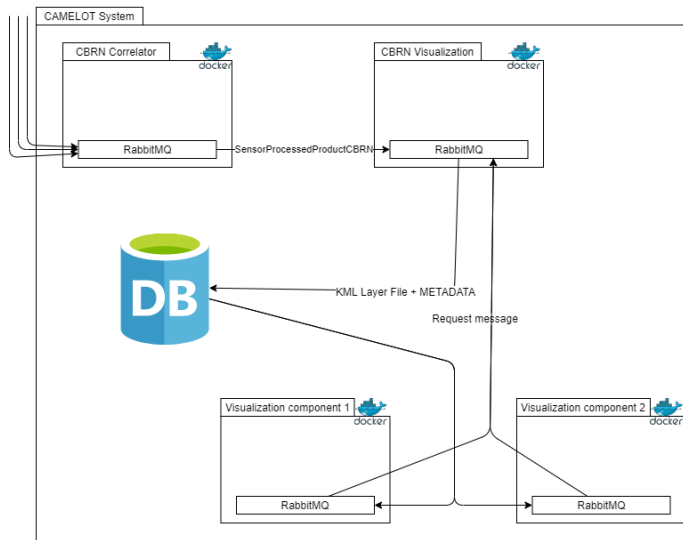 CAMELOT System
CBRN Correlator
docker
CBRN Visualization
docker
RabbitMQ
SensorProcessedProductCBRN
RabbitMQ
DB
KML Layer File + METADATA
Request message
Visualization component 1
docker
Visualization component 2
docker
RabbitMQ
RabbitMQ